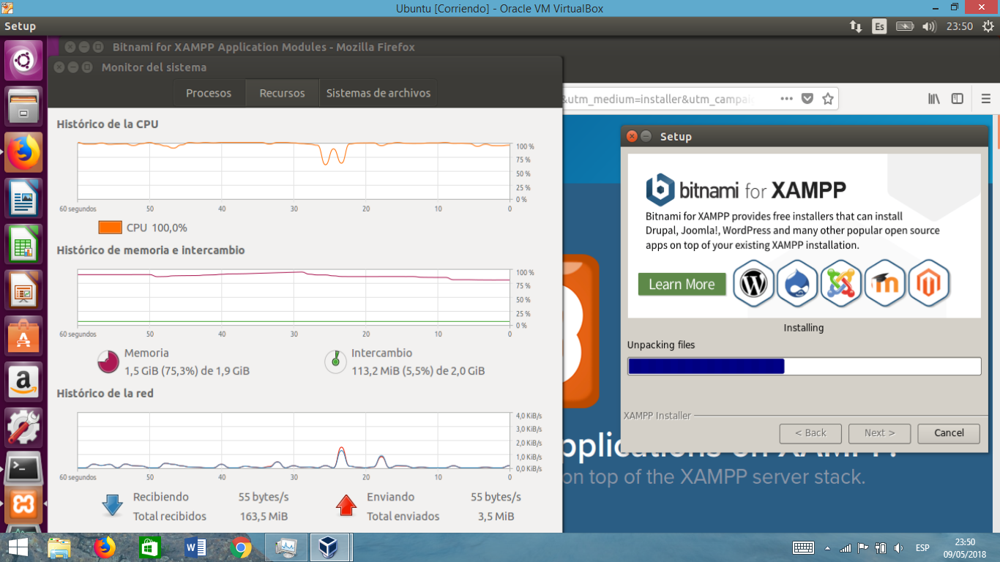 Ubuntu [Corriendo] - Oracle VM VirtualBox
Setup
Es
23:50
Bitnami for XAMPP Application Modules - Mozilla Firefox
Monitor del sistema
Procesos
Recursos
Sistemas de archivos
&utm_medium=installer&utm_campai
Histórico de la CPU
100 %
75 %
50 %
25 %
0 %
60 segundos 50 40 30 20 10 0
CPU 100,0%
Histórico de memoria e intercambio
100 %
75 %
50 %
25 %
0 %
60 segundos 50 40 30 20 10 0
Memoria
1,5 GiB (75,3%) de 1,9 GiB
Intercambio
113,2 MiB (5,5%) de 2,0 GiB
Histórico de la red
4,0 KiB/s
3,0 KiB/s
2,0 KiB/s
1,0 KiB/s
0,0 KiB/s
60 segundos 50 40 30 20 10 0
Recibiendo 55 bytes/s
Total recibidos 163,5 MiB
Enviando 55 bytes/s
Total enviados 3,5 MiB
Setup
bitnami for XAMPP
Bitnami for XAMPP provides free installers that can install
Drupal, Joomla!, WordPress and many other popular open source
apps on top of your existing XAMPP installation.
Learn More
Installing
Unpacking files
XAMPP Installer
< Back
Next >
Cancel
on top of the XAMPP server stack.
ESP
23:50
09/05/2018